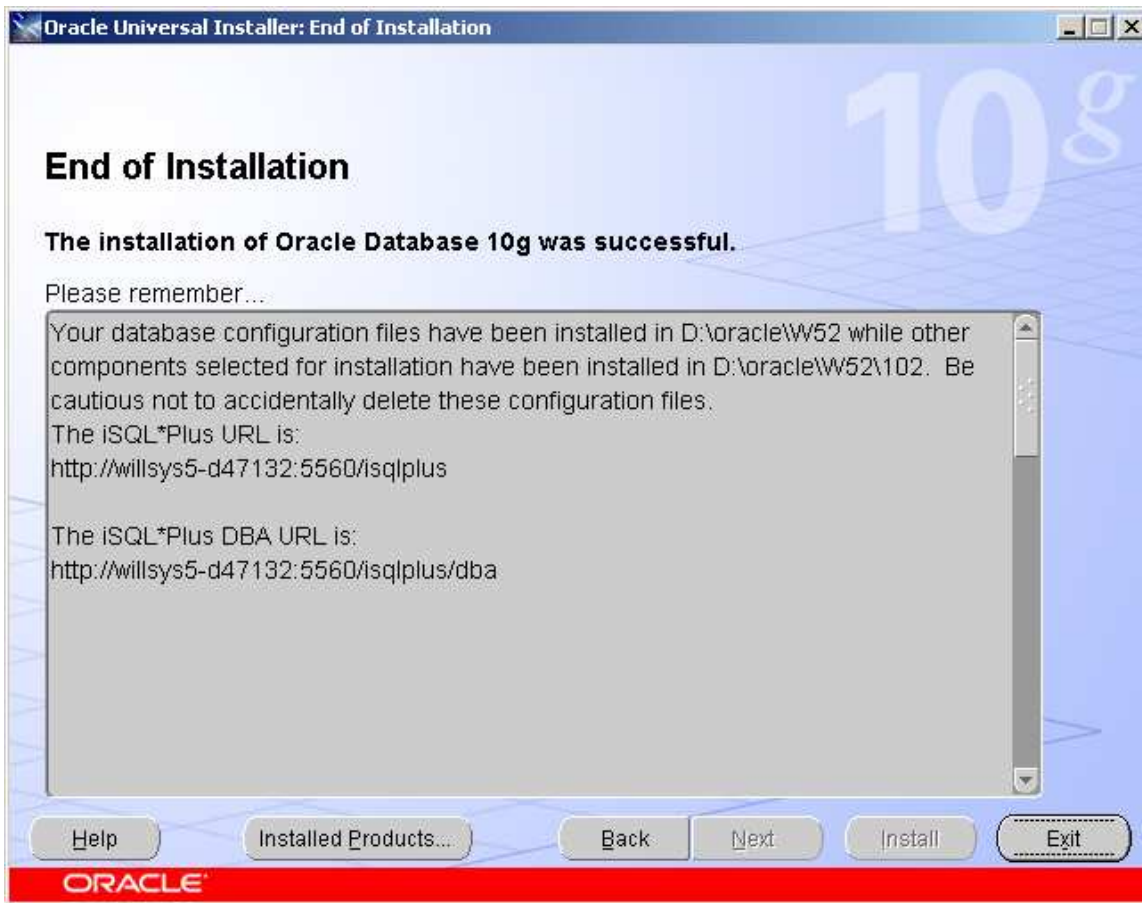 Oracle Universal Installer: End of Installation
10g
End of Installation
The installation of Oracle Database 10g was successful.
Please remember...
Your database configuration files have been installed in D:\oracle\W52 while other
components selected for installation have been installed in D:\oracle\W52\102.  Be
cautious not to accidentally delete these configuration files.
The iSQL*Plus URL is:
http://willsys5-d47132:5560/isqlplus
The iSQL*Plus DBA URL is:
http://willsys5-d47132:5560/isqlplus/dba
Help Installed Products... Back Next Install Exit
ORACLE